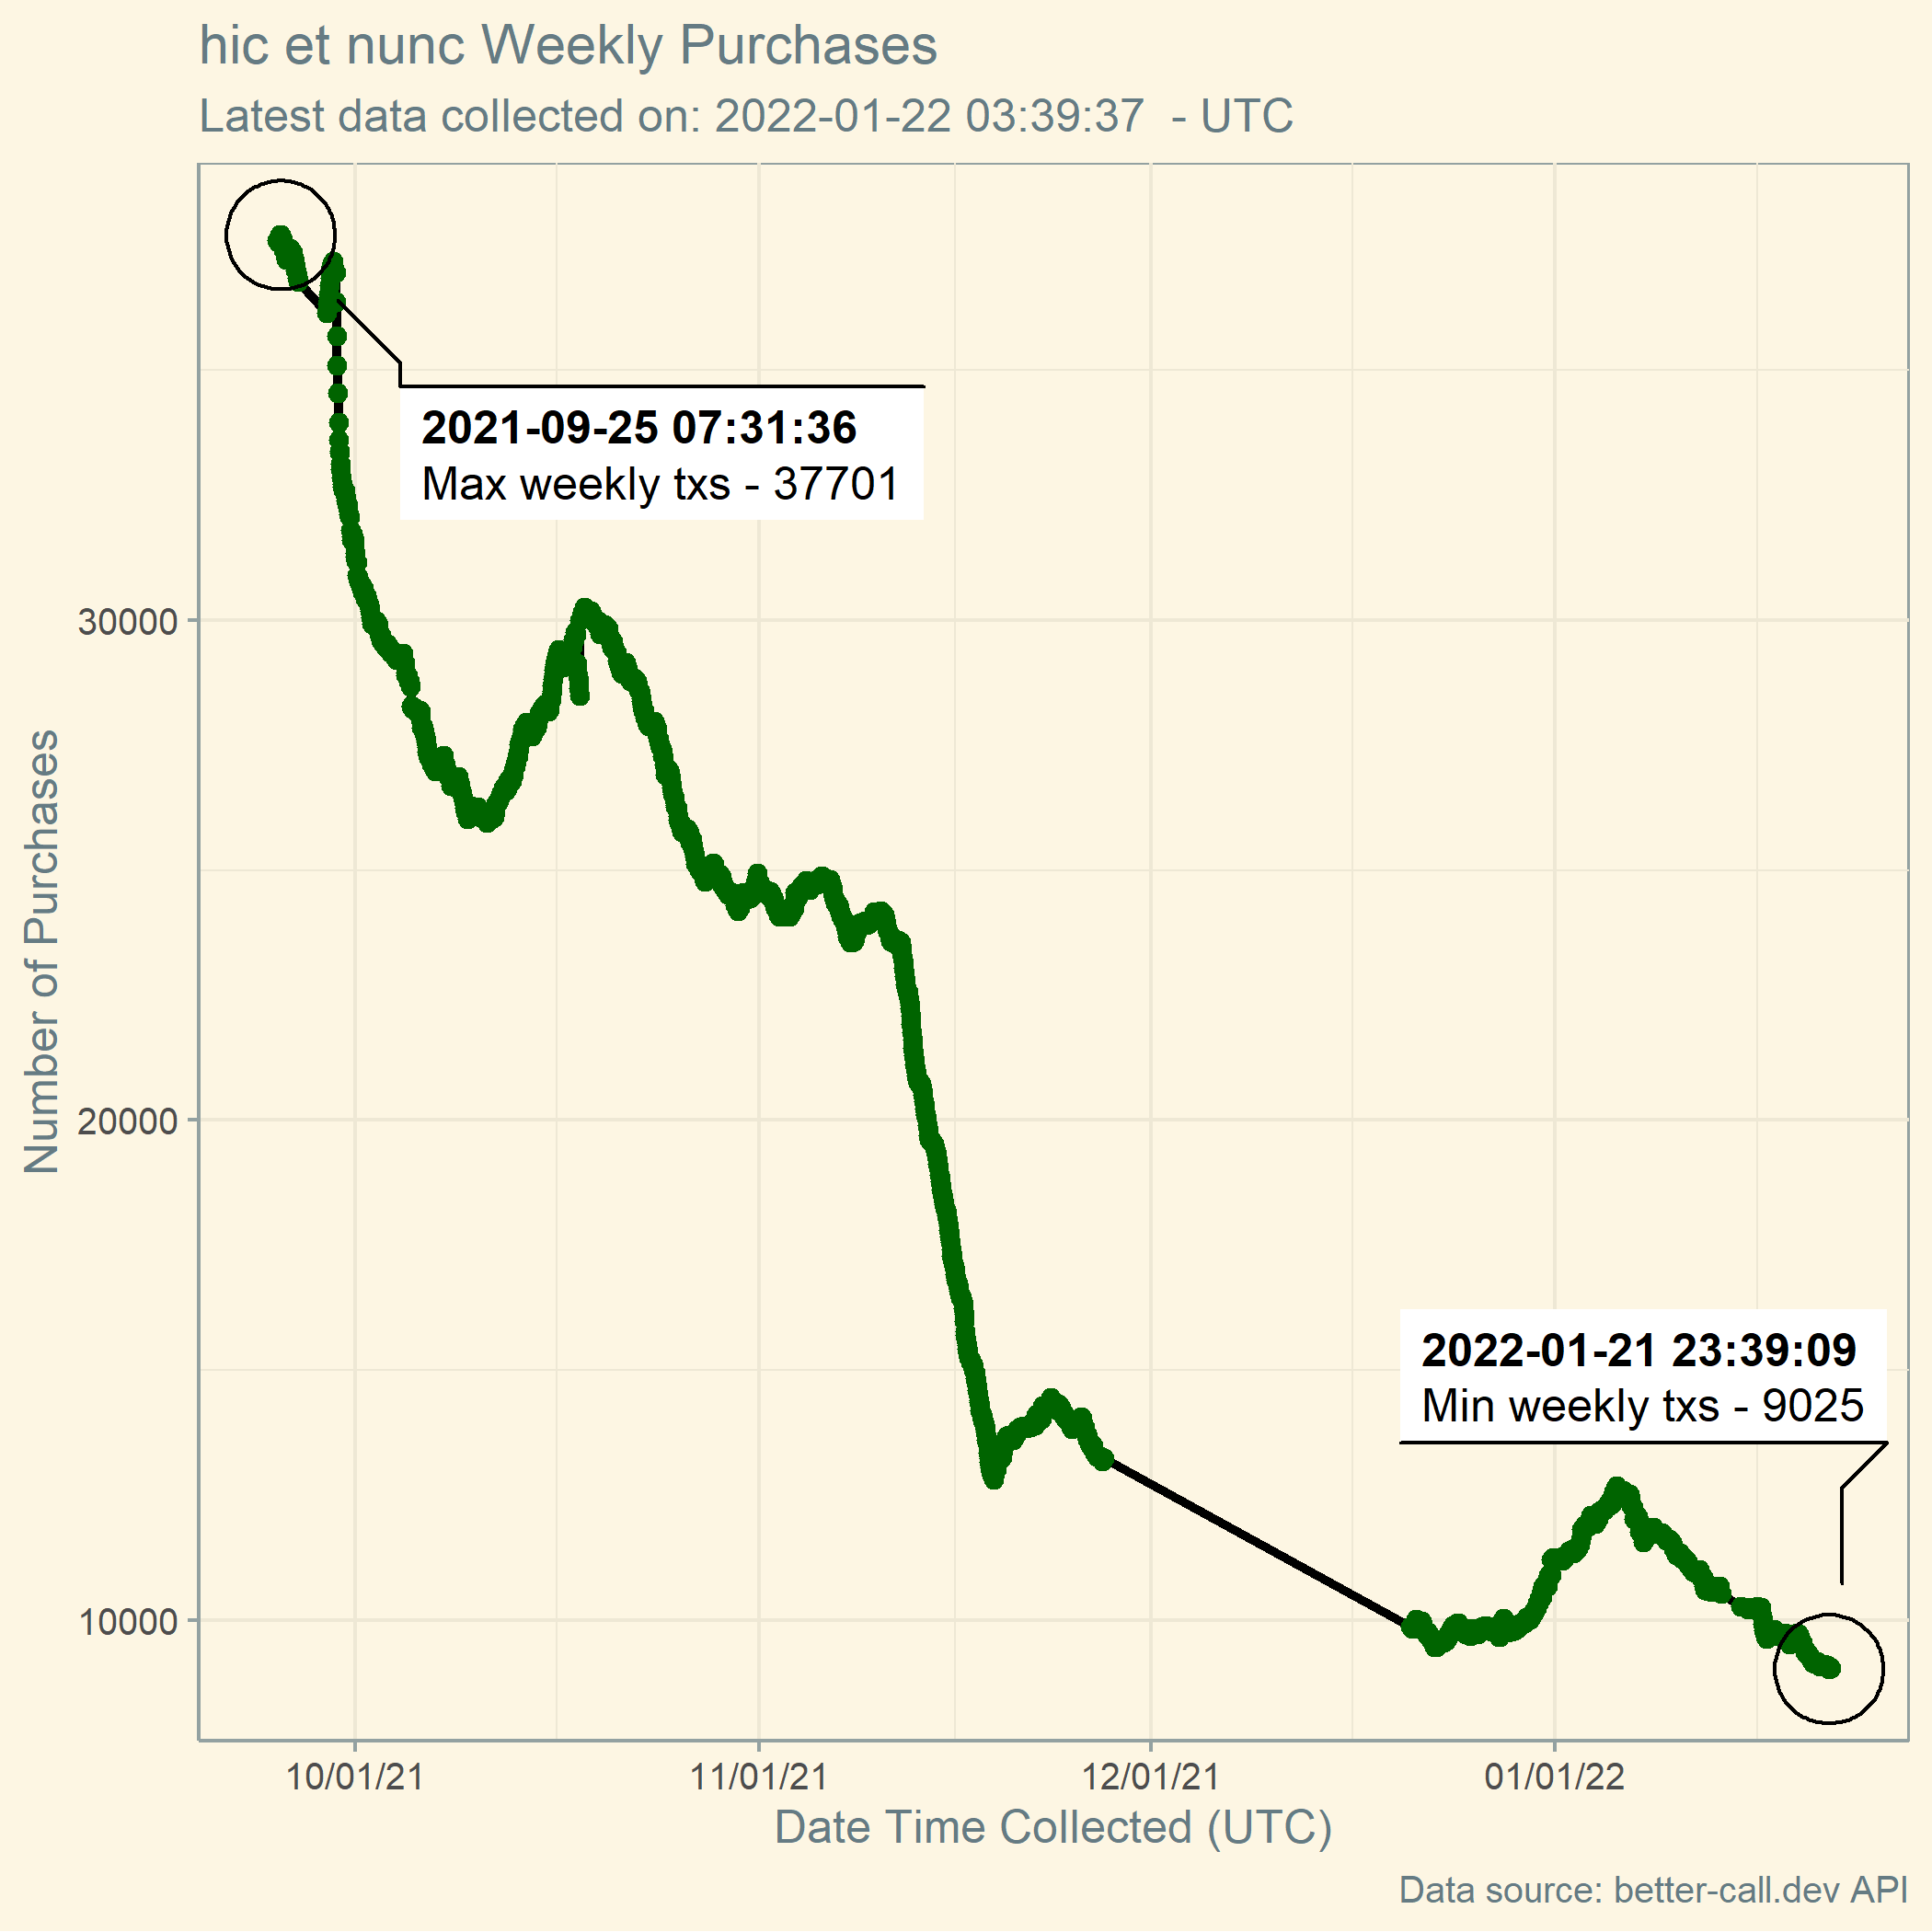 hic et nunc Weekly Purchases
Latest data collected on: 2022-01-22 03:39:37  - UTC
2021-09-25 07:31:36
Max weekly txs - 37701
30000
20000
10000
Number of Purchases
2022-01-21 23:39:09
Min weekly txs - 9025
10/01/21
11/01/21
12/01/21
01/01/22
Date Time Collected (UTC)
Data source: better-call.dev API